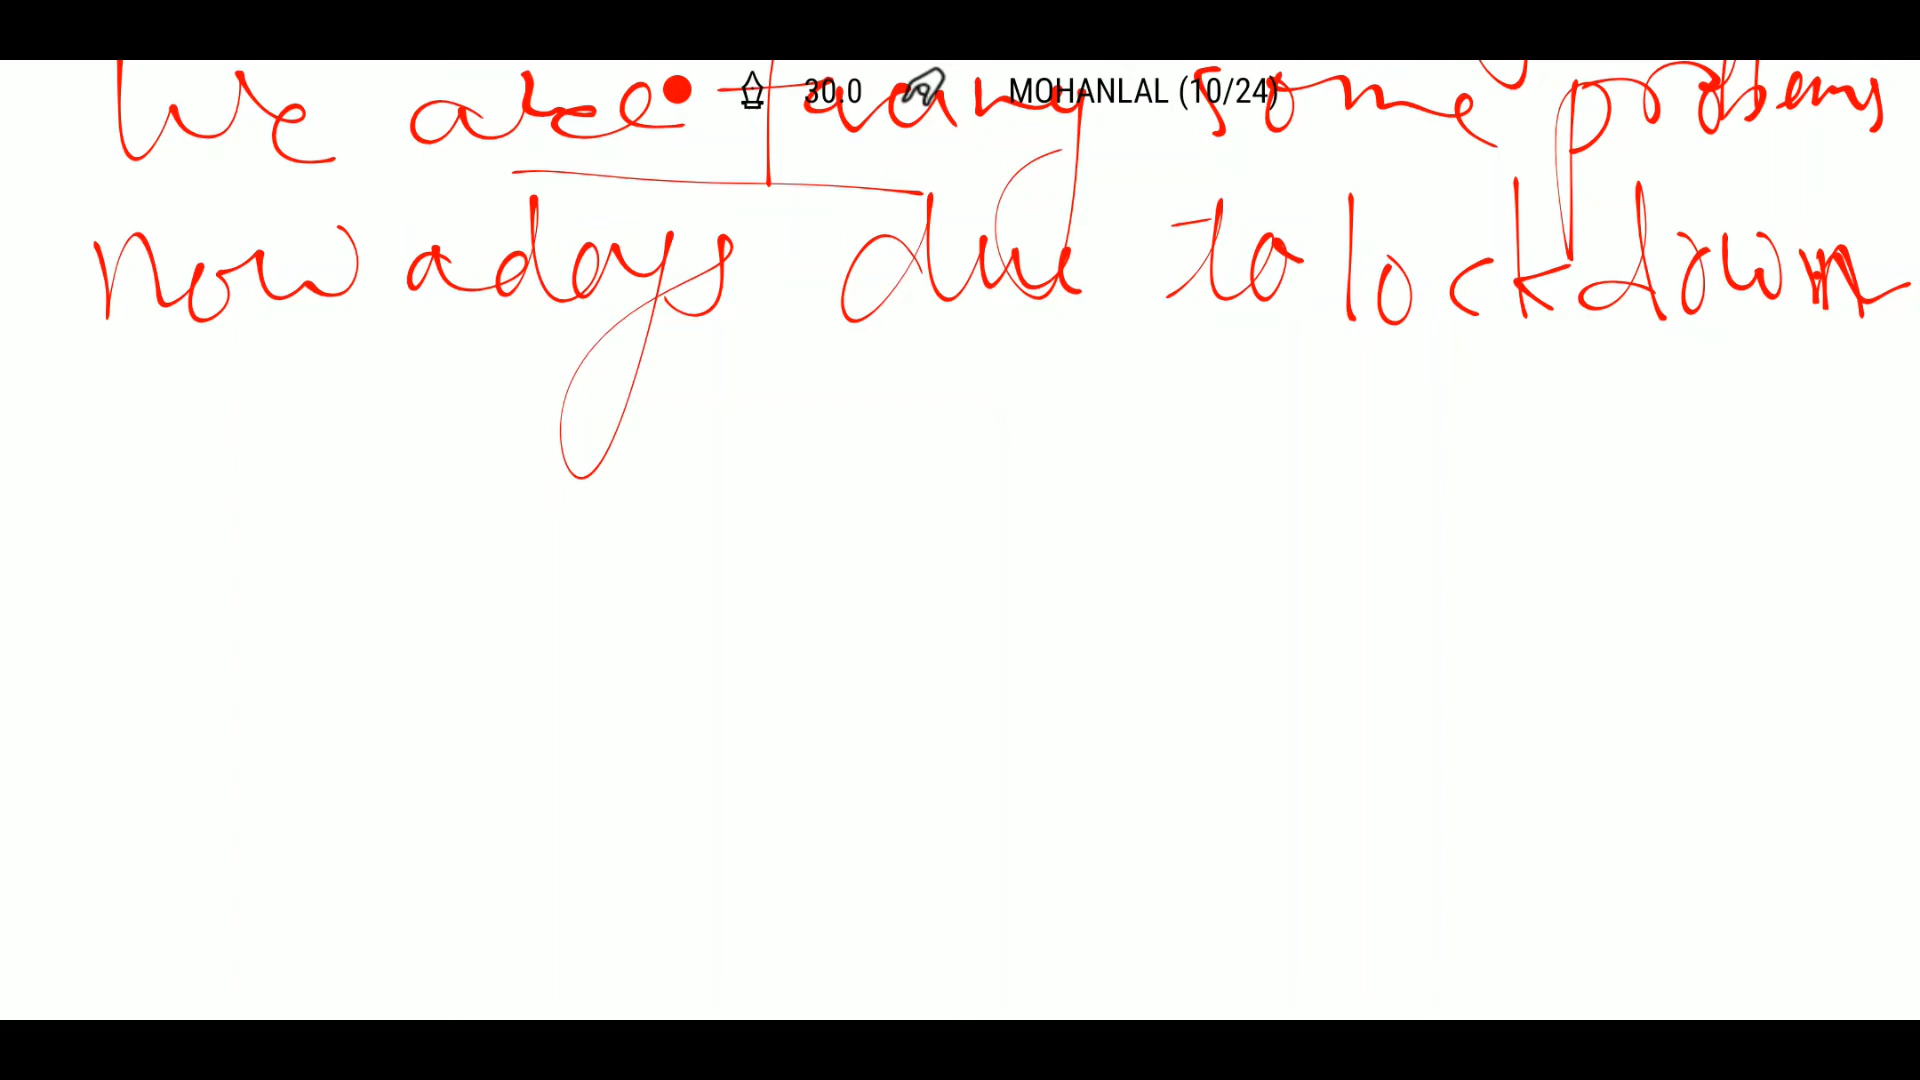 30.0 MOHANLAL (10/24)
We are facing some problems
now adays due to lockdown